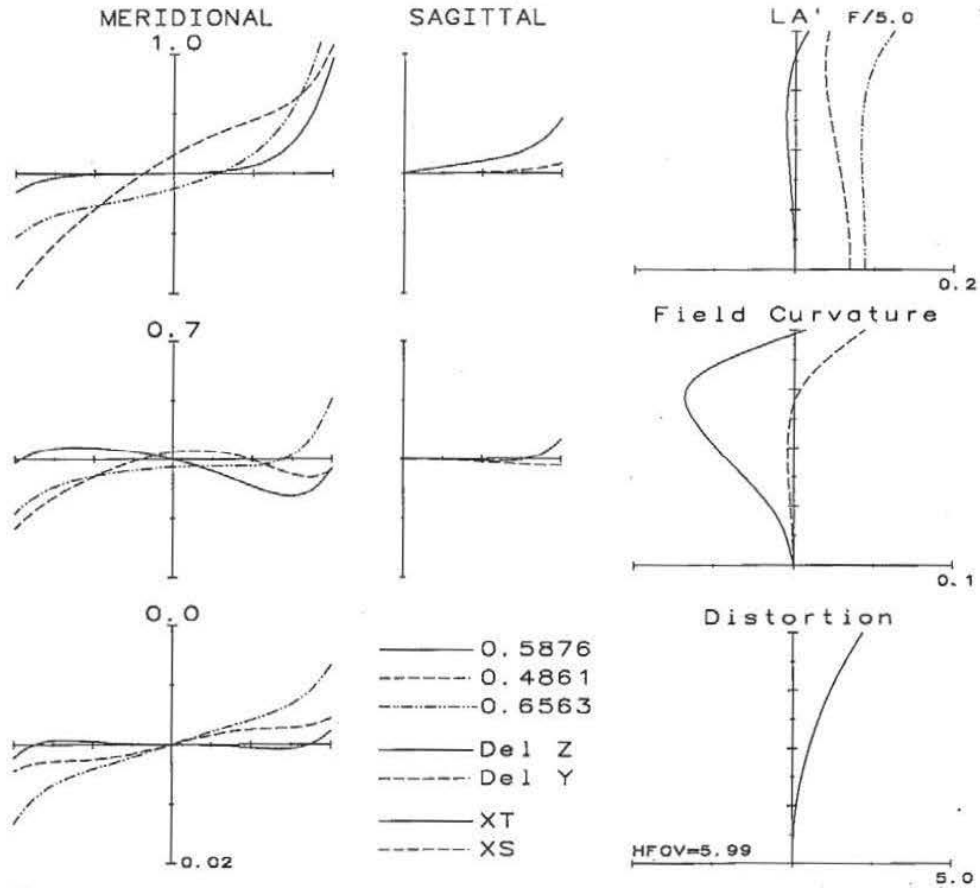 MERIDIONAL
SAGITTAL
LA' F/5.0
1.0
0.2
Field Curvature
0.7
0.1
Distortion
0.0
0.5876
0.4861
0.6563
Del Z
Del Y
XT
XS
HFOV=5.99
0.02
5.0